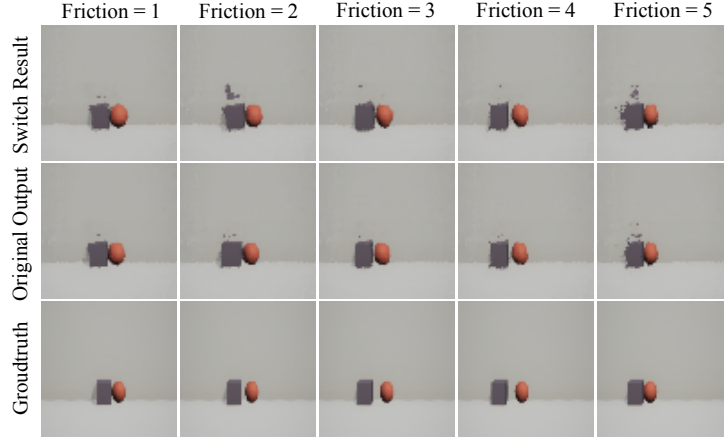 Friction = 1 Friction = 2 Friction = 3 Friction = 4 Friction = 5
Switch Result
Original Output
Groudtruth